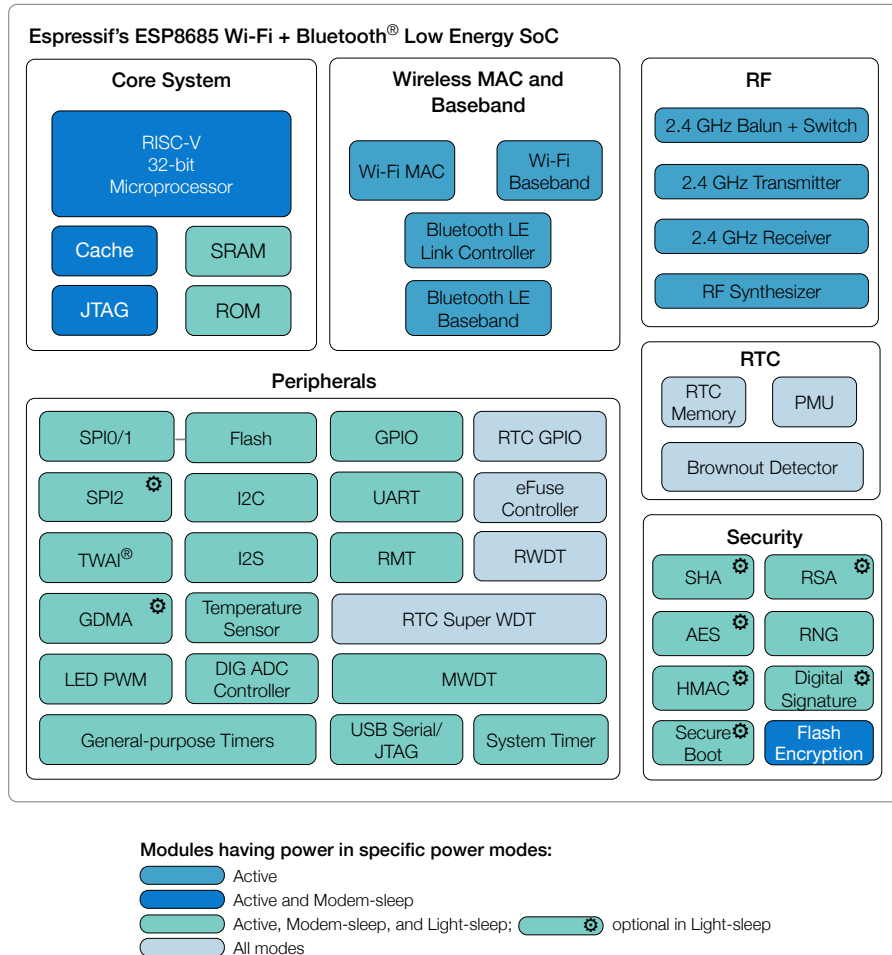 Espressif's ESP8685 Wi-Fi + Bluetooth® Low Energy SoC
Core System
RISC-V
32-bit
Microprocessor
Cache
SRAM
JTAG
ROM
Wireless MAC and
Baseband
Wi-Fi MAC
Wi-Fi
Baseband
Bluetooth LE
Link Controller
Bluetooth LE
Baseband
RF
2.4 GHz Balun + Switch
2.4 GHz Transmitter
2.4 GHz Receiver
RF Synthesizer
RTC
RTC
Memory
PMU
Brownout Detector
Peripherals
SPI0/1
Flash
GPIO
RTC GPIO
SPI2
I2C
UART
eFuse
Controller
TWAI®
I2S
RMT
RWDT
GDMA
Temperature
Sensor
RTC Super WDT
LED PWM
DIG ADC
Controller
MWDT
General-purpose Timers
USB Serial/
JTAG
System Timer
Security
SHA
RSA
AES
RNG
HMAC
Digital
Signature
Secure
Boot
Flash
Encryption
Modules having power in specific power modes:
Active
Active and Modem-sleep
Active, Modem-sleep, and Light-sleep; optional in Light-sleep
All modes